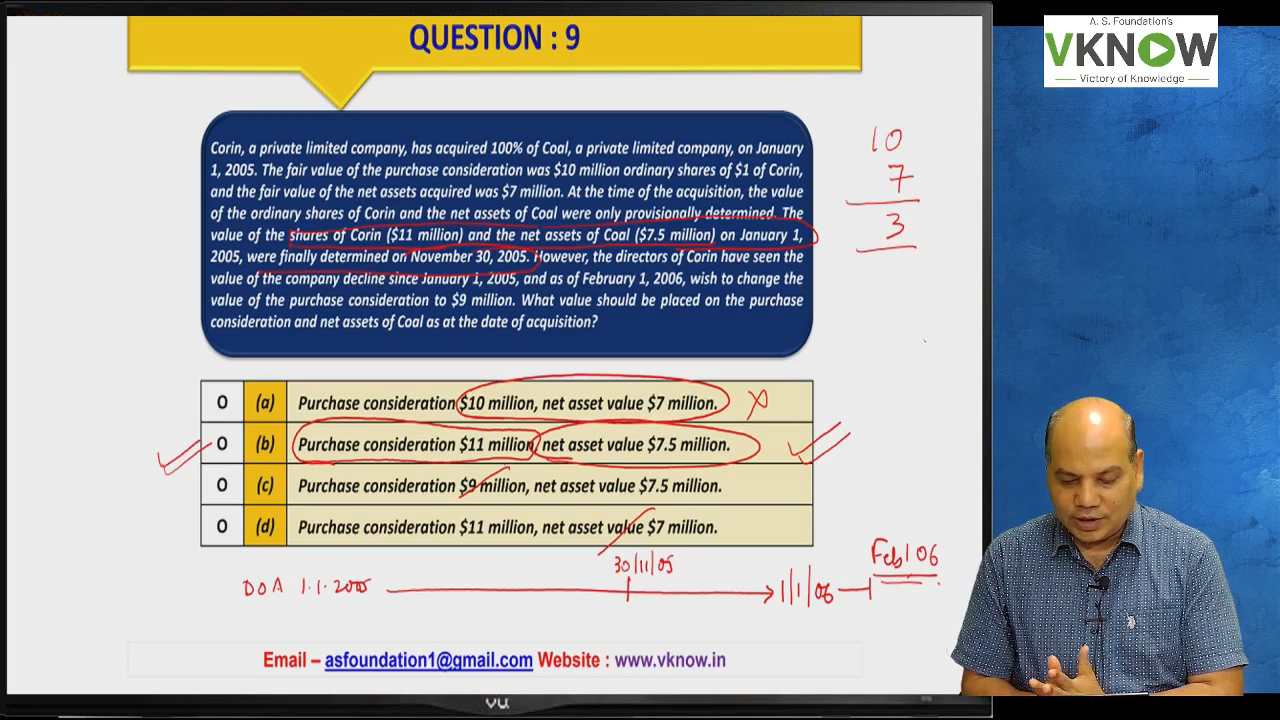 QUESTION : 9
A. S. Foundation's
VKNOW
Victory of Knowledge
Corin, a private limited company, has acquired 100% of Coal, a private limited company, on January
1, 2005. The fair value of the purchase consideration was $10 million ordinary shares of $1 of Corin,
and the fair value of the net assets acquired was $7 million. At the time of the acquisition, the value
of the ordinary shares of Corin and the net assets of Coal were only provisionally determined. The
value of the shares of Corin ($11 million) and the net assets of Coal ($7.5 million) on January 1,
2005, were finally determined on November 30, 2005. However, the directors of Corin have seen the
value of the company decline since January 1, 2005, and as of February 1, 2006, wish to change the
value of the purchase consideration to $9 million. What value should be placed on the purchase
consideration and net assets of Coal as at the date of acquisition?
10
7
3
O (a) Purchase consideration $10 million, net asset value $7 million.
O (b) Purchase consideration $11 million, net asset value $7.5 million.
O (c) Purchase consideration $9 million, net asset value $7.5 million.
O (d) Purchase consideration $11 million, net asset value $7 million.
DOA 1.1.2005
30/11/05
1/1/06
Feb 1 06
Email – asfoundation1@gmail.com Website : www.vknow.in
VU